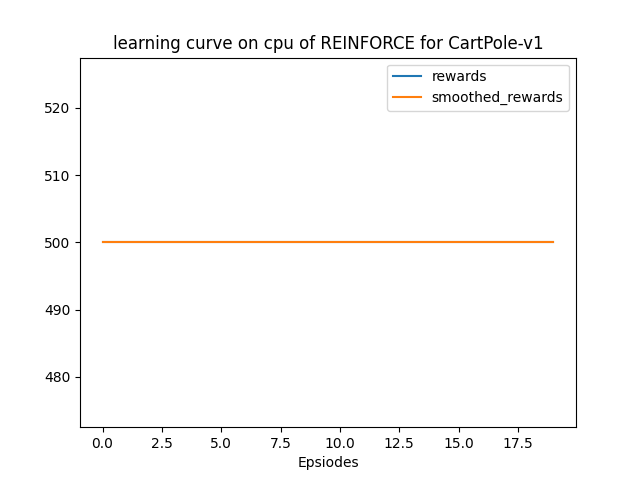 learning curve on cpu of REINFORCE for CartPole-v1
rewards
smoothed_rewards
520
510
500
490
480
0.0 2.5 5.0 7.5 10.0 12.5 15.0 17.5
Epsiodes